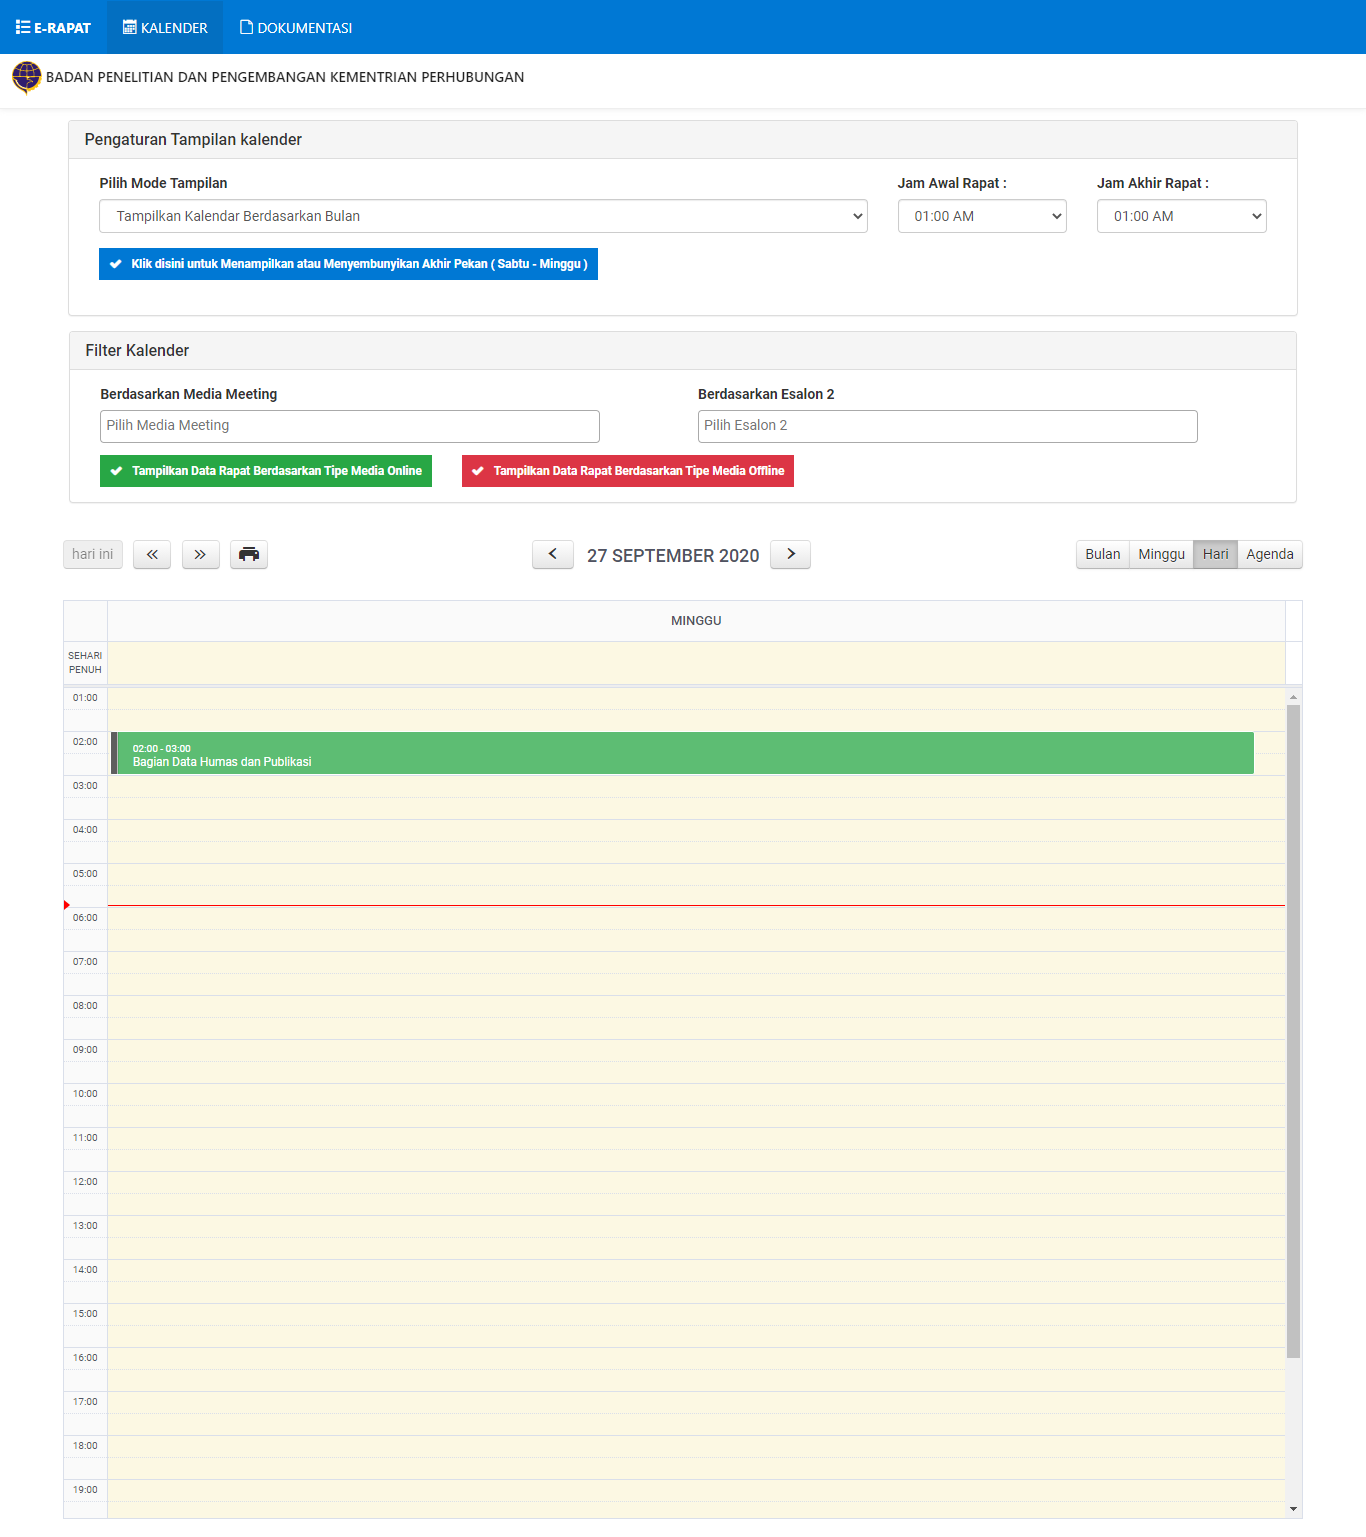 E-RAPAT KALENDER DOKUMENTASI
BADAN PENELITIAN DAN PENGEMBANGAN KEMENTRIAN PERHUBUNGAN
Pengaturan Tampilan kalender
Pilih Mode Tampilan Jam Awal Rapat : Jam Akhir Rapat :
Tampilkan Kalendar Berdasarkan Bulan 01:00 AM 01:00 AM
Klik disini untuk Menampilkan atau Menyembunyikan Akhir Pekan ( Sabtu - Minggu )
Filter Kalender
Berdasarkan Media Meeting Berdasarkan Esalon 2
Pilih Media Meeting Pilih Esalon 2
Tampilkan Data Rapat Berdasarkan Tipe Media Online Tampilkan Data Rapat Berdasarkan Tipe Media Offline
hari ini 27 SEPTEMBER 2020 Bulan Minggu Hari Agenda
MINGGU
SEHARI
PENUH
01:00
02:00 02:00 - 03:00
Bagian Data Humas dan Publikasi
03:00
04:00
05:00
06:00
07:00
08:00
09:00
10:00
11:00
12:00
13:00
14:00
15:00
16:00
17:00
18:00
19:00